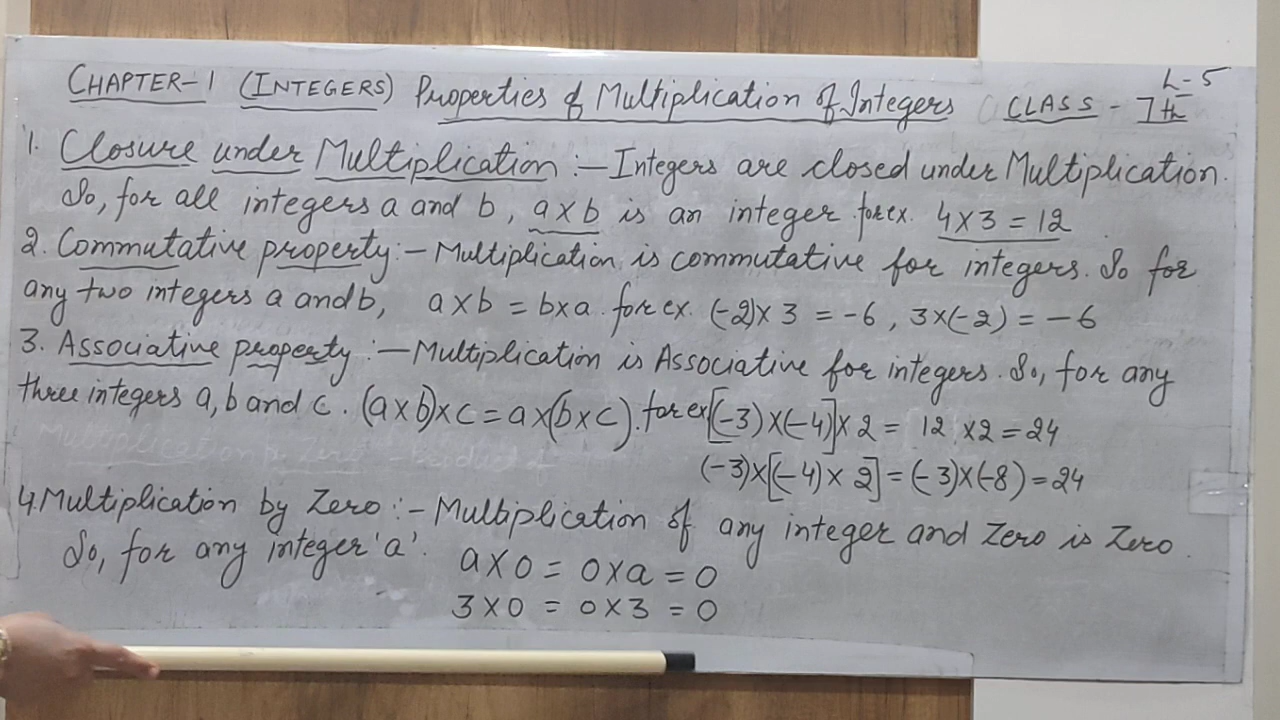 L-5
CHAPTER-1 (INTEGERS) Properties of Multiplication of Integers CLASS - 7th
1. Closure under Multiplication :- Integers are closed under Multiplication.
So, for all integers a and b, a×b is an integer for ex. 4×3=12
2. Commutative property:- Multiplication is commutative for integers. So for
any two integers a and b, a×b = b×a. for ex. (-2)×3 = -6, 3×(-2) = -6
3. Associative property :- Multiplication is Associative for integers. So, for any
three integers a, b and c. (a×b)×c = a×(b×c). for ex [(-3)×(-4)]×2 = 12×2=24
(-3)×[(-4)×2] = (-3)×(-8) = 24
4. Multiplication by Zero :- Multiplication of any integer and Zero is Zero.
So, for any integer 'a'.
a×0 = 0×a = 0
3×0 = 0×3 = 0